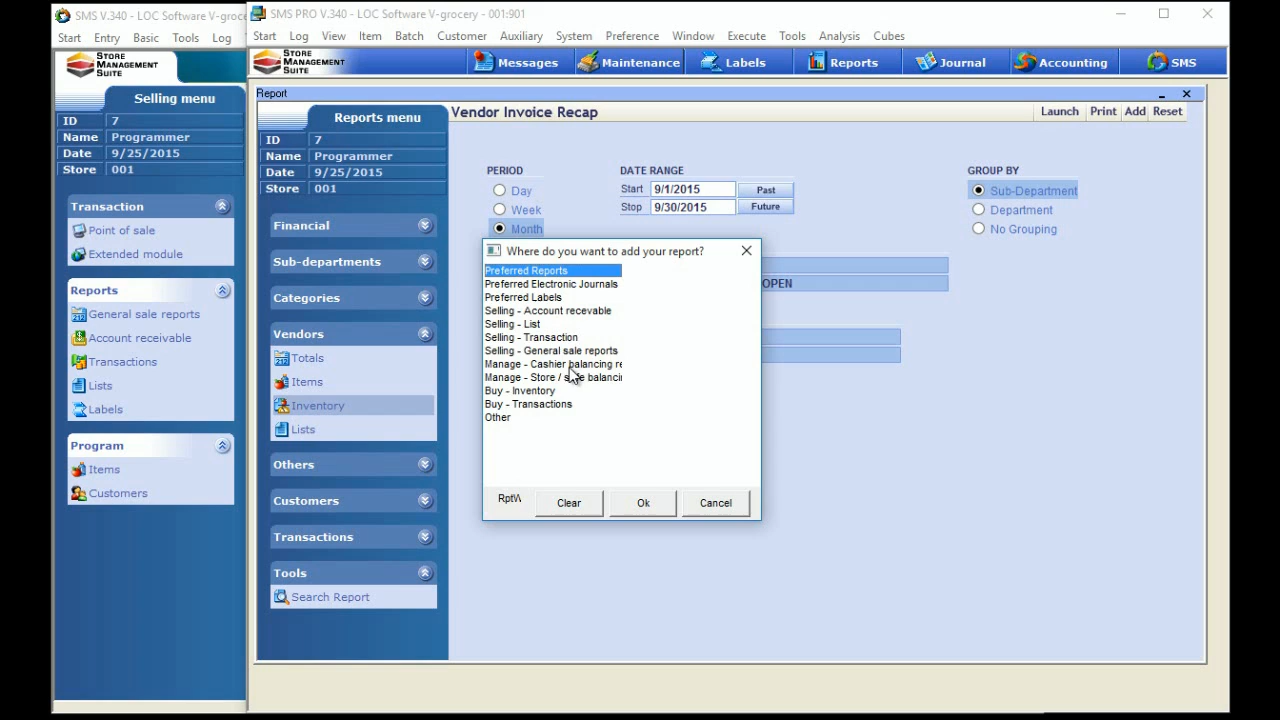 SMS V.340 - LOC Software V-groce
Start Entry Basic Tools Log
STORE
MANAGEMENT
SUITE
Selling menu
ID 7
Name Programmer
Date 9/25/2015
Store 001
Transaction
Point of sale
Extended module
Reports
General sale reports
Account receivable
Transactions
Lists
Labels
Program
Items
Customers
SMS PRO V.340 - LOC Software V-grocery - 001:901
Start Log View Item Batch Customer Auxiliary System Preference Window Execute Tools Analysis Cubes
STORE
MANAGEMENT
SUITE
Messages Maintenance Labels Reports Journal Accounting SMS
Report
Reports menu
ID 7
Name Programmer
Date 9/25/2015
Store 001
Financial
Sub-departments
Categories
Vendors
Totals
Items
Inventory
Lists
Others
Customers
Transactions
Tools
Search Report
Vendor Invoice Recap
Launch Print Add Reset
PERIOD DATE RANGE GROUP BY
Day Start 9/1/2015 Past Sub-Department
Week Stop 9/30/2015 Future Department
Month No Grouping
OPEN
Where do you want to add your report?
Preferred Reports
Preferred Electronic Journals
Preferred Labels
Selling - Account recevable
Selling - List
Selling - Transaction
Selling - General sale reports
Manage - Cashier balancing re
Manage - Store / balancin
Buy - Inventory
Buy - Transactions
Other
Clear Ok Cancel